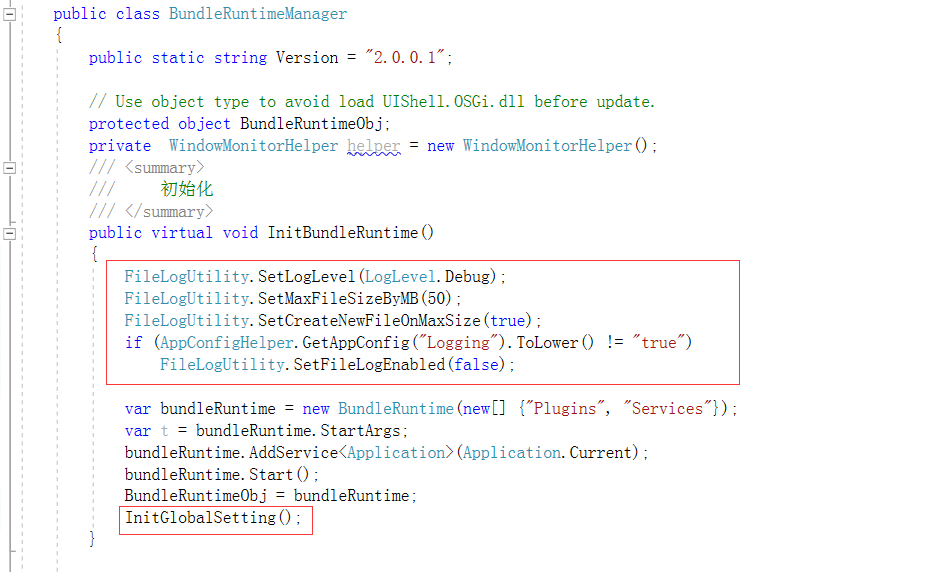 public class BundleRuntimeManager
{
public static string Version = "2.0.0.1";
// Use object type to avoid load UIShell.OSGi.dll before update.
protected object BundleRuntimeObj;
private  WindowMonitorHelper helper = new WindowMonitorHelper();
/// <summary>
///     初始化
/// </summary>
public virtual void InitBundleRuntime()
{
FileLogUtility.SetLogLevel(LogLevel.Debug);
FileLogUtility.SetMaxFileSizeByMB(50);
FileLogUtility.SetCreateNewFileOnMaxSize(true);
if (AppConfigHelper.GetAppConfig("Logging").ToLower() != "true")
FileLogUtility.SetFileLogEnabled(false);
var bundleRuntime = new BundleRuntime(new[] {"Plugins", "Services"});
var t = bundleRuntime.StartArgs;
bundleRuntime.AddService<Application>(Application.Current);
bundleRuntime.Start();
BundleRuntimeObj = bundleRuntime;
InitGlobalSetting();
}